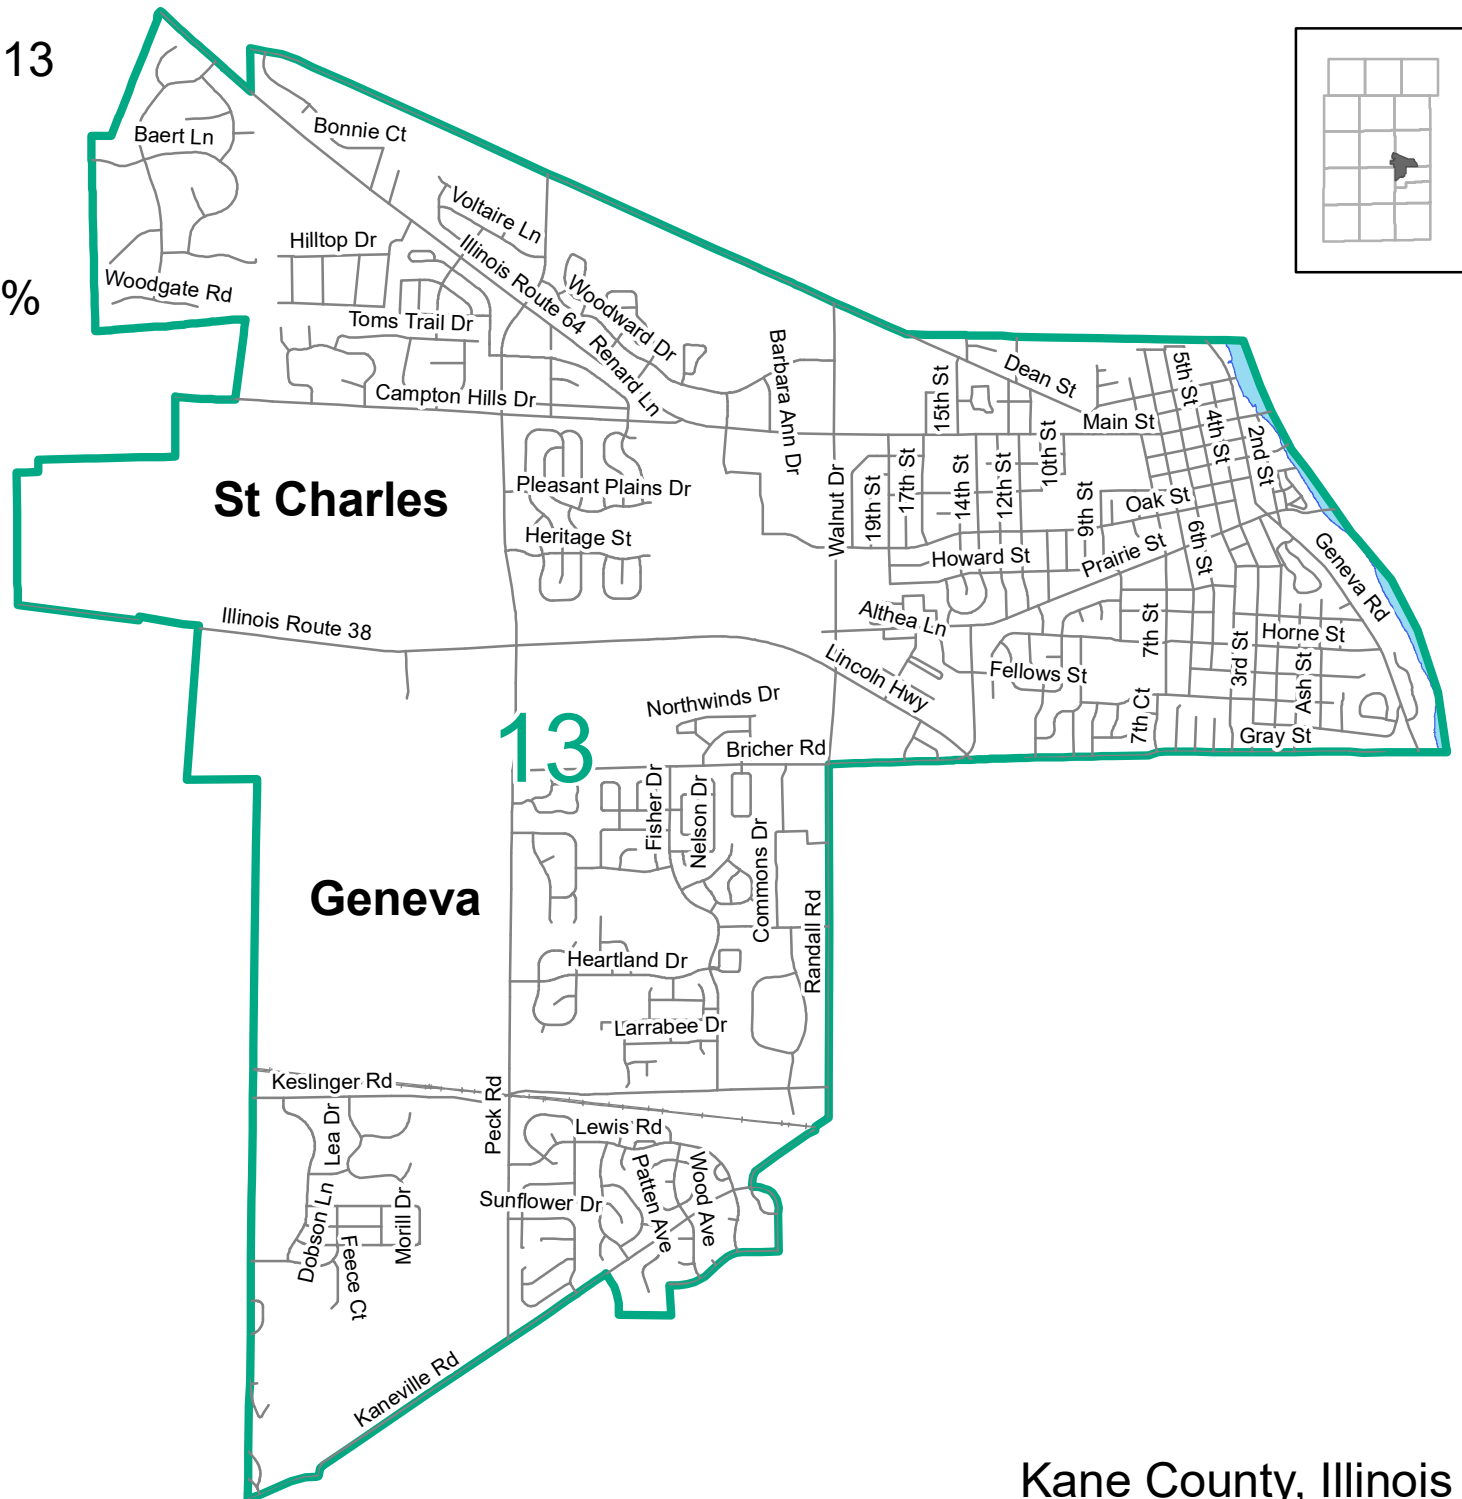 13
%
Baert Ln
Bonnie Ct
Voltaire Ln
Hilltop Dr
Illinois Route 64
Woodward Dr
Woodgate Rd
Toms Trail Dr
Renard Ln
Barbara Ann Dr
Campton Hills Dr
15th St
Dean St
5th St
Main St
4th St
2nd St
St Charles
Pleasant Plains Dr
Heritage St
Walnut Dr
19th St
17th St
14th St
12th St
10th St
9th St
Oak St
6th St
Howard St
Prairie St
Geneva Rd
Illinois Route 38
Althea Ln
7th St
Horne St
3rd St
Ash St
Lincoln Hwy
Fellows St
Northwinds Dr
7th Ct
Gray St
13
Bricher Rd
Fisher Dr
Nelson Dr
Commons Dr
Randall Rd
Geneva
Heartland Dr
Larrabee Dr
Keslinger Rd
Peck Rd
Lea Dr
Lewis Rd
Patten Ave
Wood Ave
Sunflower Dr
Dobson Ln
Morill Dr
Feece Ct
Kaneville Rd
Kane County, Illinois